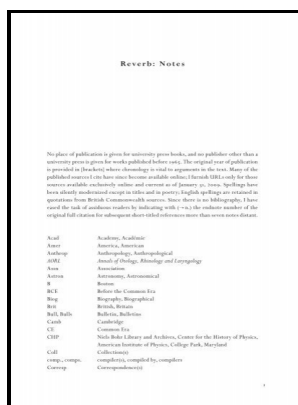 Reverb: Notes
No place of publication is given for university press books, and no publisher other than a
university press is given for works published before 1965. The original year of publication
is provided in [brackets] where chronology is vital to arguments in the text. Many of the
published sources I cite have since become available online; I furnish URLs only for those
sources available exclusively online and current as of January 31, Spellings have
been silently modernized except in titles and in poetry; English spellings are retained in
quotations from British Commonwealth sources. Since there is no bibliography, I have
eased the task of assiduous readers by indicating with the endnote number of the
original full citation for subsequent short-titled references more than seven notes distant.
Acad Academy, Académie
Amer America, American
Anthrop Anthropology, Anthropological
AORL Annals of Otology, Rhinology and Laryngology
Assn Association
Astron Astronomy, Astronomical
B Boston
BCE Before the Common Era
Biog Biography, Biographical
Brit British, Britain
Bull, Bulls Bulletin, Bulletins
Camb Cambridge
CE Common Era
CHP Niels Bohr Library and Archives, Center for the History of Physics,
American Institute of Physics, College Park, Maryland
Coll Collection(s)
comp., comps. compiler(s), compiled by, compilers
Corresp Correspondence(s)